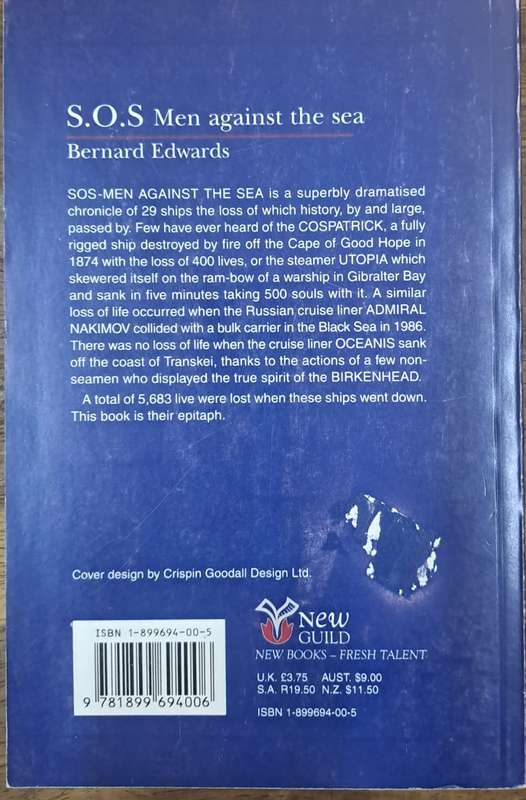 S.O.S Men against the sea
Bernard Edwards
SOS-MEN AGAINST THE SEA is a superbly dramatised
chronicle of 29 ships the loss of which history, by and large,
passed by. Few have ever heard of the COSPATRICK, a fully
rigged ship destroyed by fire off the Cape of Good Hope in
1874 with the loss of 400 lives, or the steamer UTOPIA which
skewered itself on the ram-bow of a warship in Gibralter Bay
and sank in five minutes taking 500 souls with it. A similar
loss of life occurred when the Russian cruise liner ADMIRAL
NAKIMOV collided with a bulk carrier in the Black Sea in 1986.
There was no loss of life when the cruise liner OCEANIS sank
off the coast of Transkei, thanks to the actions of a few non-
seamen who displayed the true spirit of the BIRKENHEAD.
A total of 5,683 live were lost when these ships went down.
This book is their epitaph.
Cover design by Crispin Goodall Design Ltd.
ISBN 1-899694-00-5
9 781899 694006
NEW
GUILD
NEW BOOKS – FRESH TALENT
U.K. £3.75 AUST. $9.00
S.A. R19.50 N.Z. $11.50
ISBN 1-899694-00-5